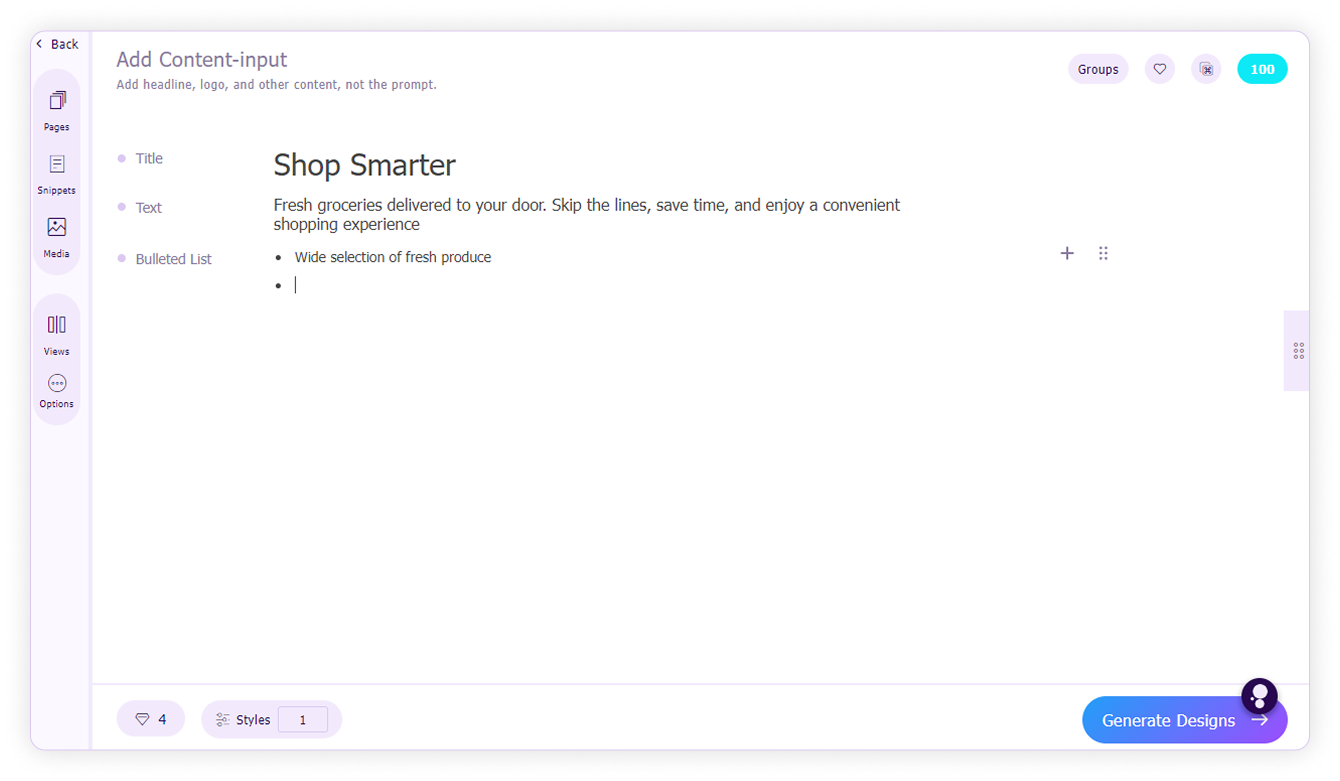 Back
Add Content-input
Add headline, logo, and other content, not the prompt.
Groups
100
Pages
Snippets
Media
Views
Options
Title
Shop Smarter
Text
Fresh groceries delivered to your door. Skip the lines, save time, and enjoy a convenient
shopping experience
Bulleted List
• Wide selection of fresh produce
•
4
Styles 1
Generate Designs